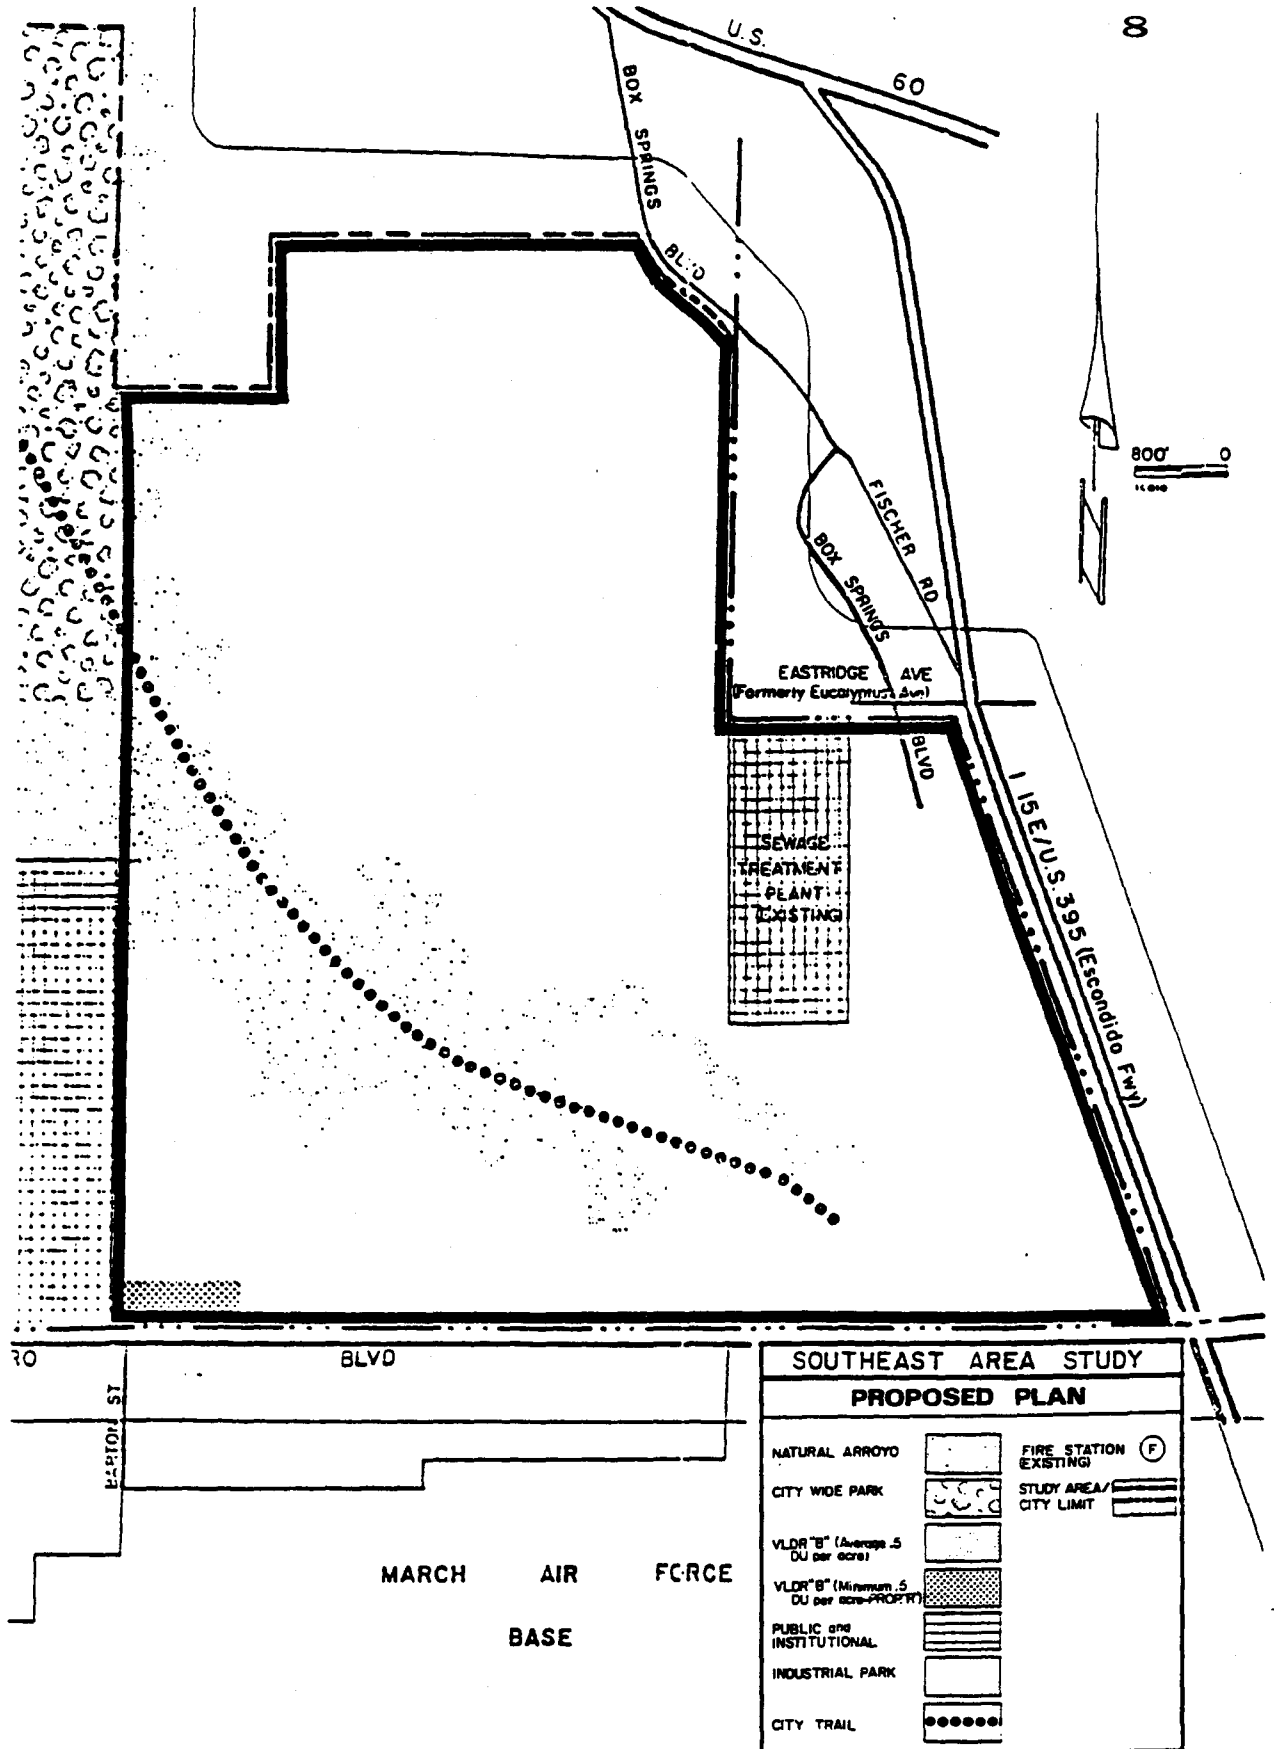 8
U.S. 60
BOX SPRINGS BLVD
800' 0
FISCHER RD
BOX SPRINGS BLVD
EASTRIDGE AVE
(Formerly Eucalyptus Ave)
I 15E/U.S. 395 (Escondido Fwy)
SEWAGE
TREATMENT
PLANT
(EXISTING)
RO BLVD
BARTON ST
MARCH AIR FORCE
BASE
SOUTHEAST AREA STUDY
PROPOSED PLAN
NATURAL ARROYO
CITY WIDE PARK
VLDR"B" (Average .5
DU per acre)
VLDR"B" (Minimum .5
DU per acre-PROP.'R')
PUBLIC and
INSTITUTIONAL
INDUSTRIAL PARK
CITY TRAIL
FIRE STATION F
(EXISTING)
STUDY AREA/
CITY LIMIT